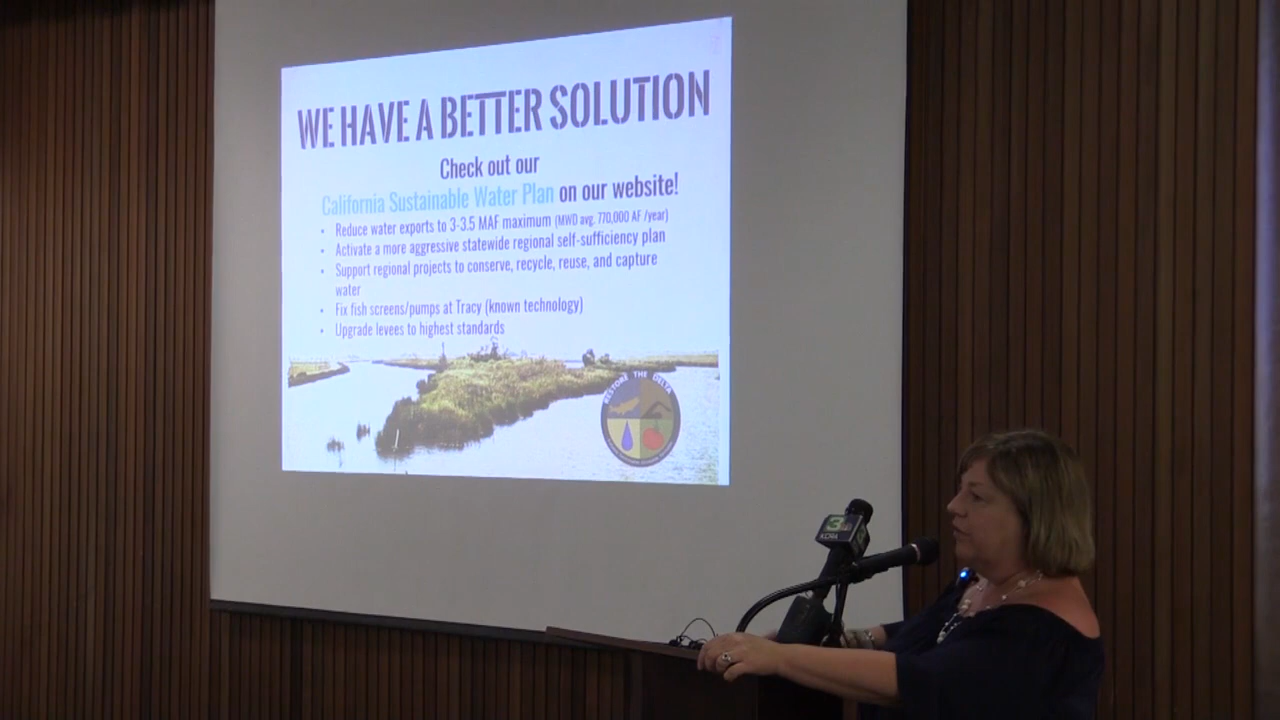 WE HAVE A BETTER SOLUTION
Check out our
California Sustainable Water Plan on our website!
• Reduce water exports to 3-3.5 MAF maximum (MWD avg. 770,000 AF /year)
• Activate a more aggressive statewide regional self-sufficiency plan
• Support regional projects to conserve, recycle, reuse, and capture
water
• Fix fish screens/pumps at Tracy (known technology)
• Upgrade levees to highest standards
RESTORE THE DELTA
3
KCRA